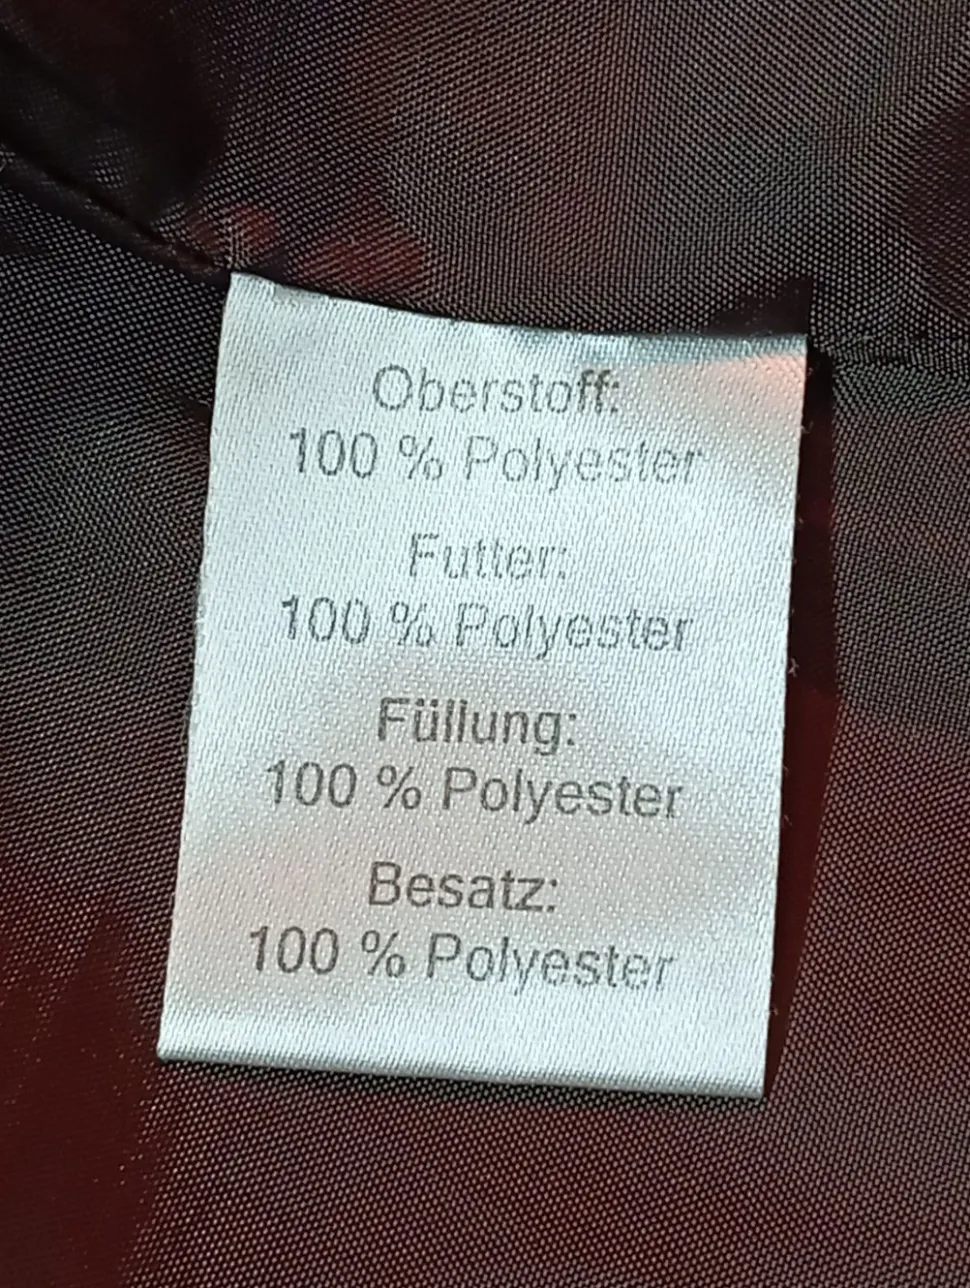 Oberstoff:
100 % Polyester
Futter:
100 % Polyester
Füllung:
100 % Polyester
Besatz:
100 % Polyester